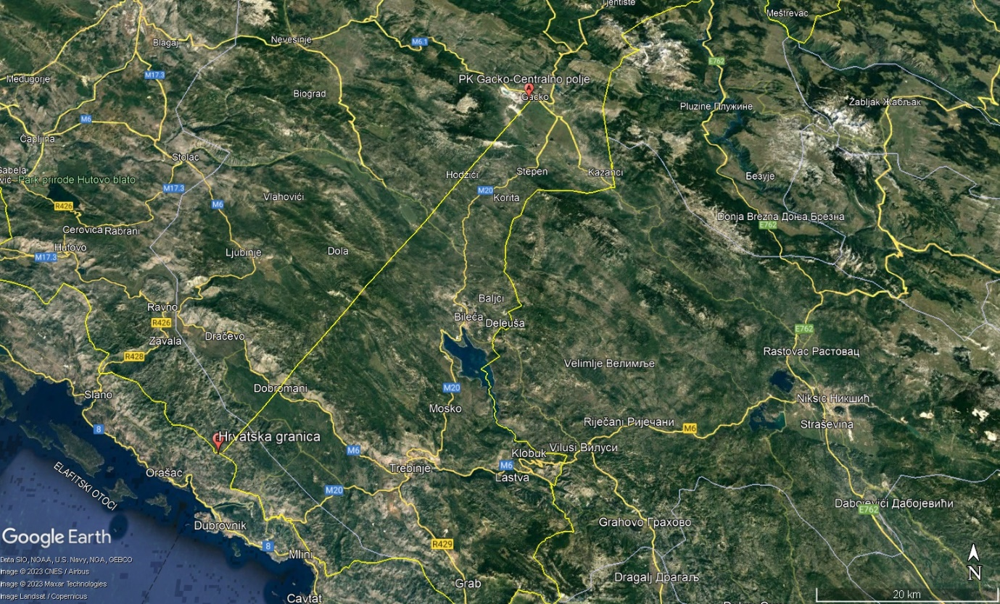 Tjentiste
Meštrevac
Blagaj
Nevesinje
M6.1
E762
Međugorje
M17.3
PK Gacko-Centralno polje
A
Gacko
Biograd
Pluzine Плужине
Žabljak Жабљак
M6
Čapljina
Stolac
Gabela
Park prirode Hutovo blato
M17.3
Hodžići
Stepen
Kazanci
Безује
M20
Korita
Vlahovići
M6
R426
Donja Brezna Доња Брезна
E762
Cerovica
Rabrani
Hutovo
M17.3
Ljubinje
Dola
Ravno
R426
Baljci
Bileća
Deleuša
E762
Zavala
Dračevo
R428
Rastovac Растовац
Velimlje Велимље
Slano
Dobromani
M20
Mosko
Niksic Никшић
Straševina
Riječani Ријечани
M6
8
Hrvatska granica
M6
Klobuk
Vilusi Вилуси
Trebinje
M6
Lastva
Orašac
ELAFITSKI OTOCI
M20
Dabojevići Дабојевићи
E762
Dubrovnik
Grahovo Грахово
Google Earth
8
R429
Mlini
Data SIO, NOAA, U.S. Navy, NGA, GEBCO
Image © 2023 CNES / Airbus
Image © 2023 Maxar Technologies
Image Landsat / Copernicus
Grab
Dragalj Драгаљ
Cavtat
N
20 km